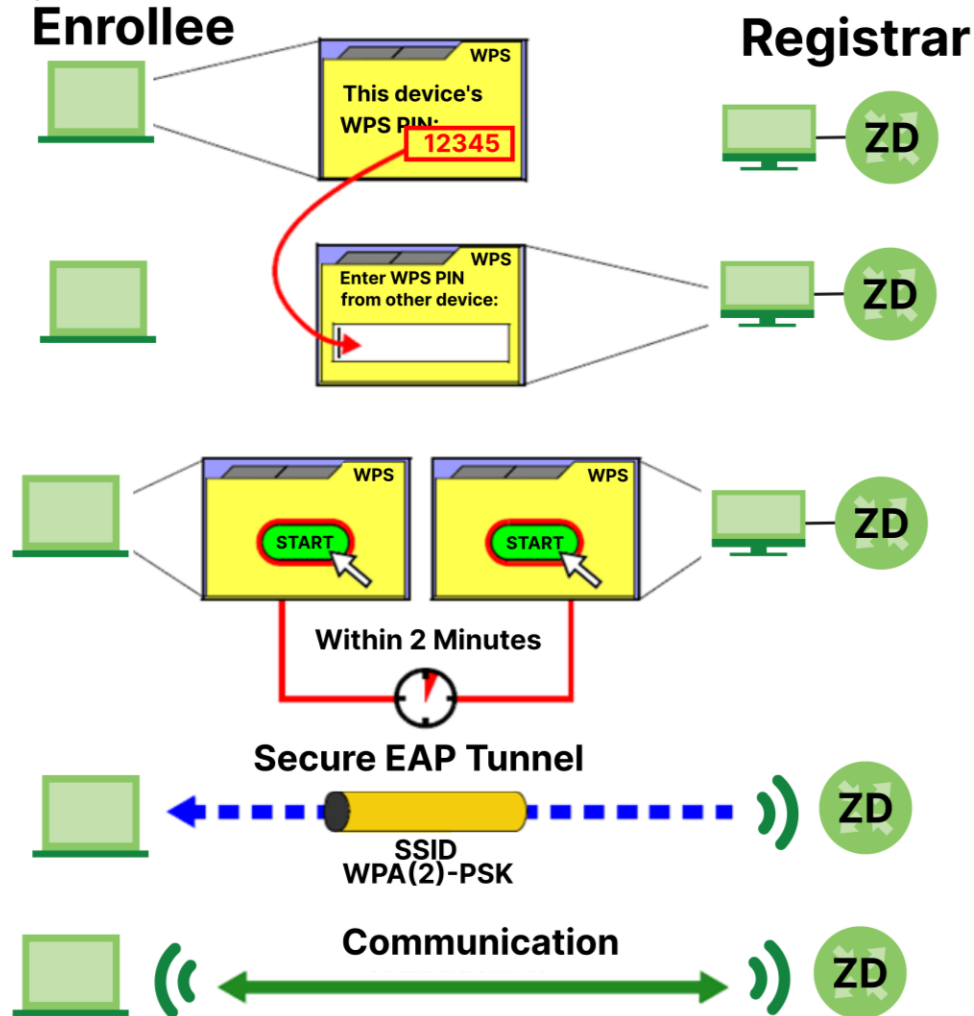 Enrollee
Registrar
WPS
This device's
WPS PIN:
12345
ZD
WPS
Enter WPS PIN
from other device:
ZD
WPS
START
WPS
START
ZD
Within 2 Minutes
Secure EAP Tunnel
ZD
SSID
WPA(2)-PSK
Communication
ZD